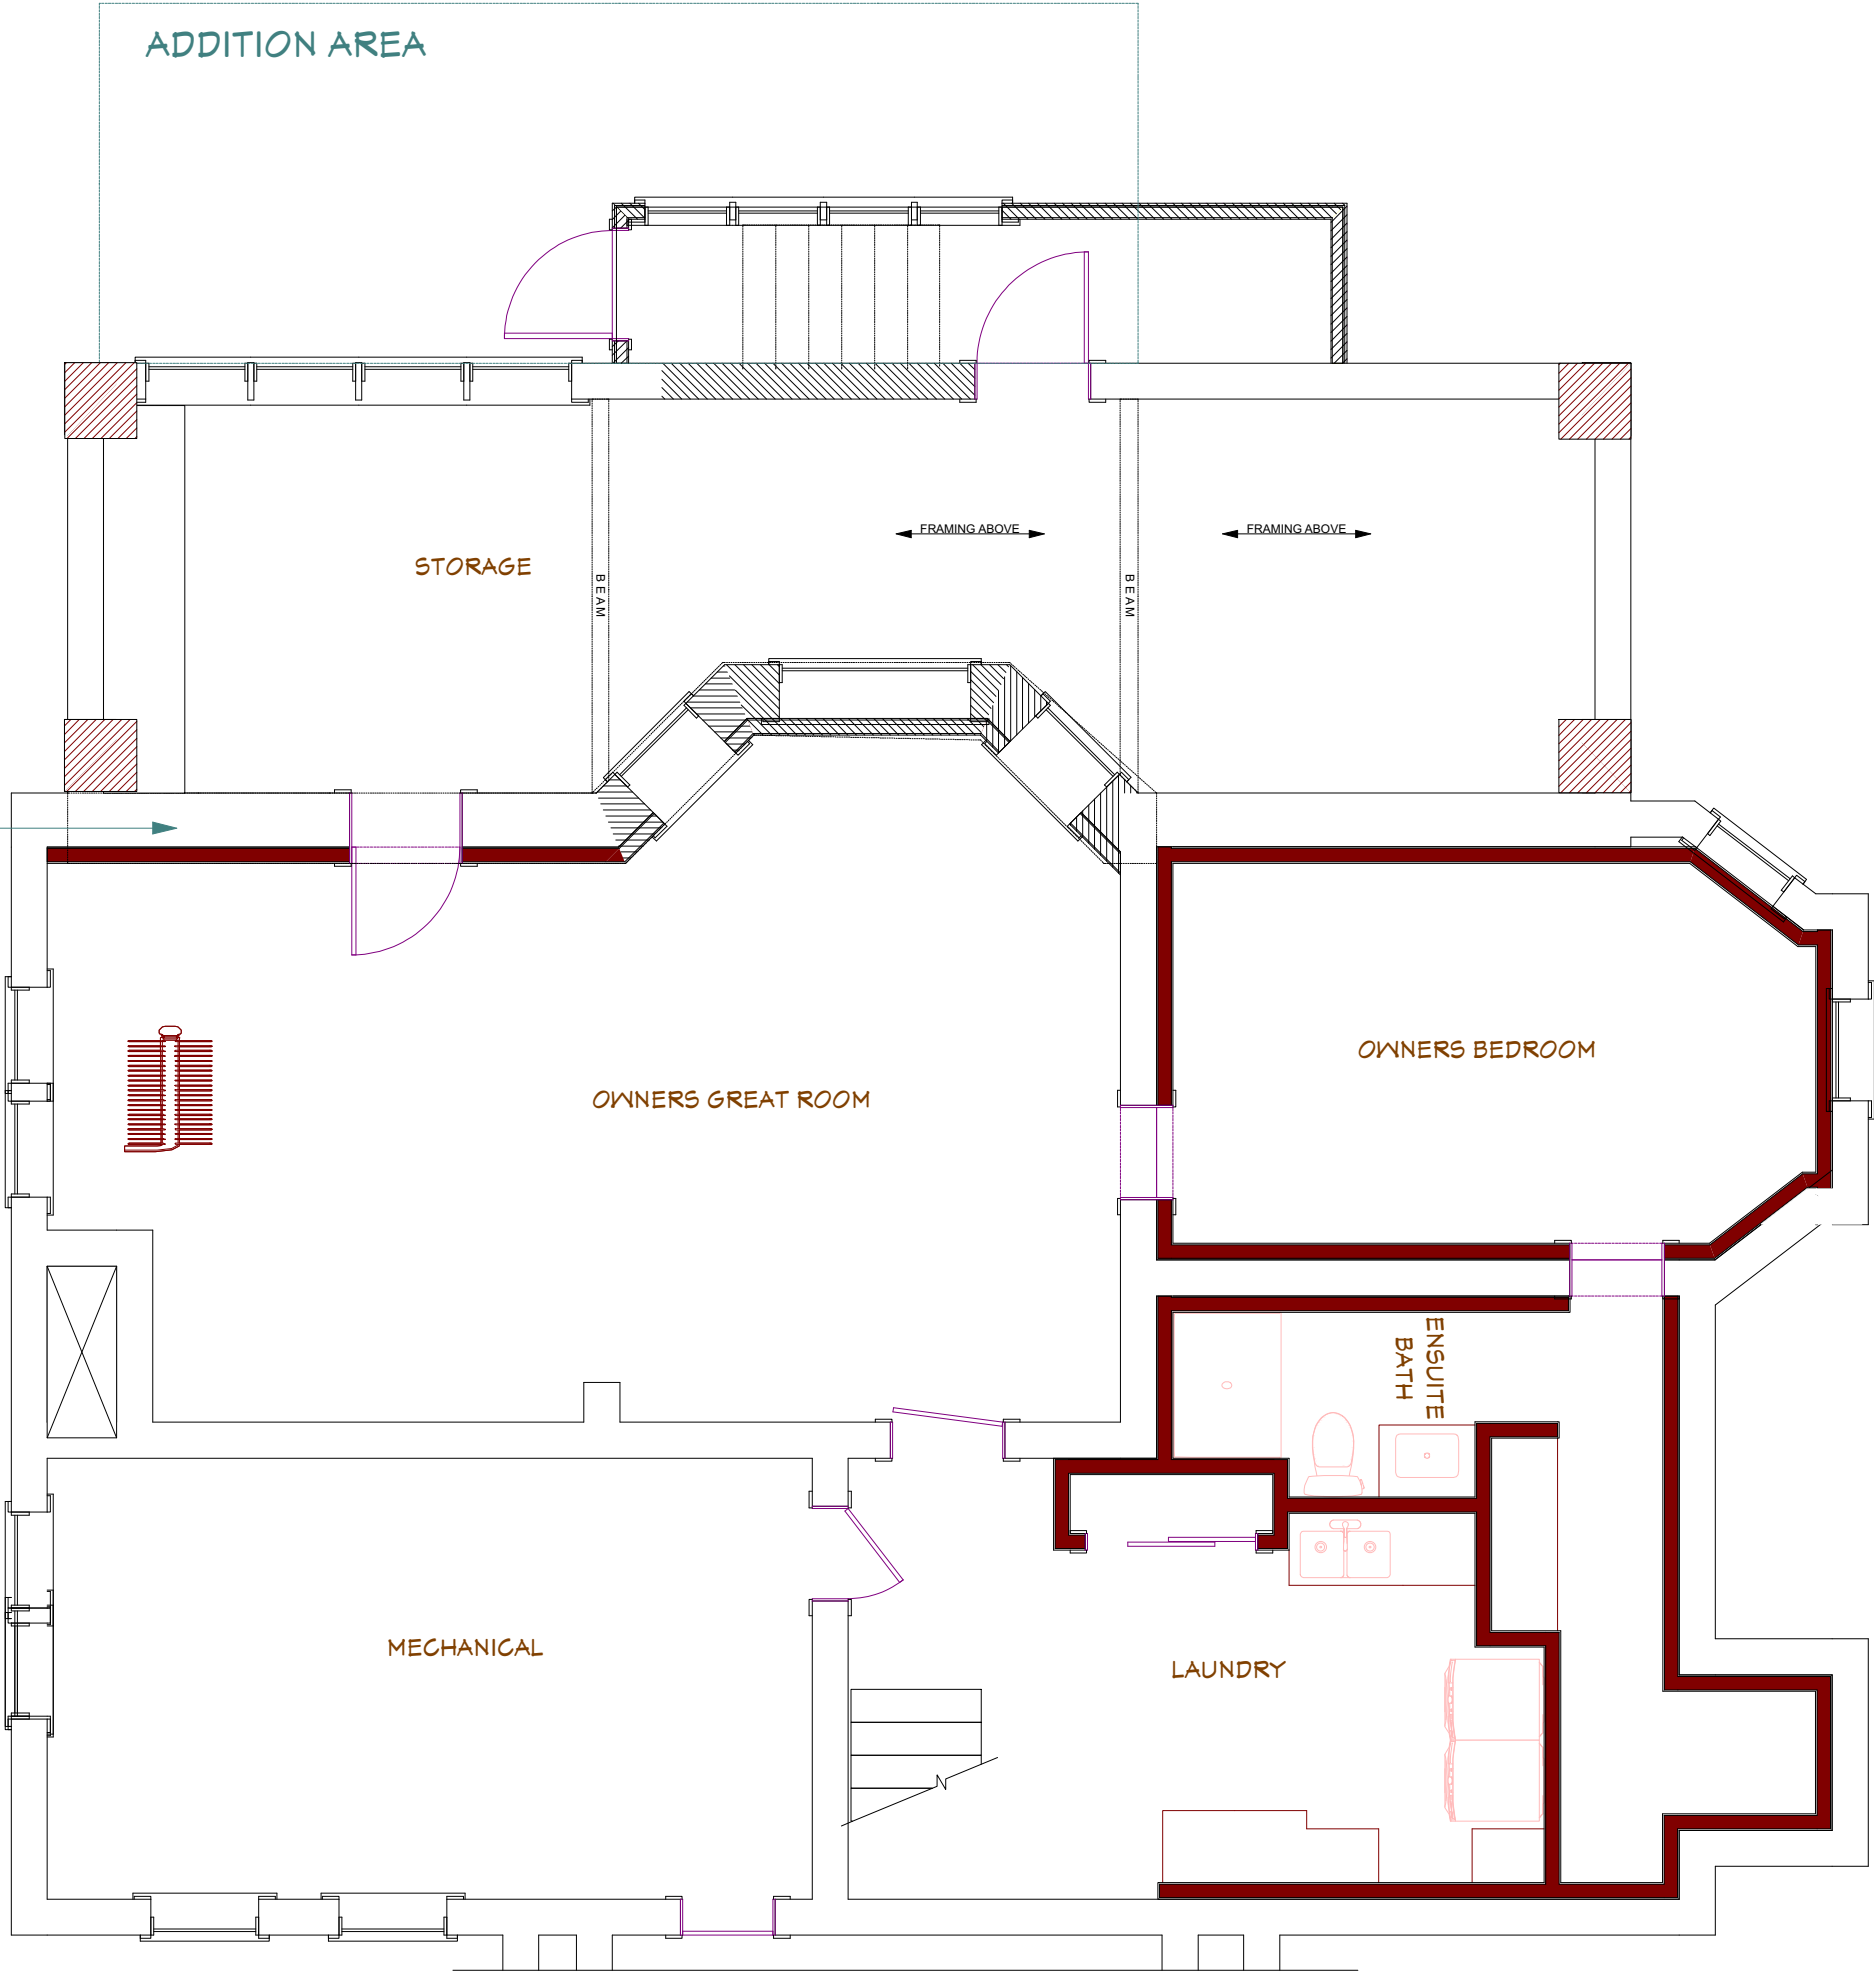 ADDITION AREA
FRAMING ABOVE
FRAMING ABOVE
STORAGE
BEAM
BEAM
OWNERS BEDROOM
OWNERS GREAT ROOM
ENSUITE
BATH
MECHANICAL
LAUNDRY